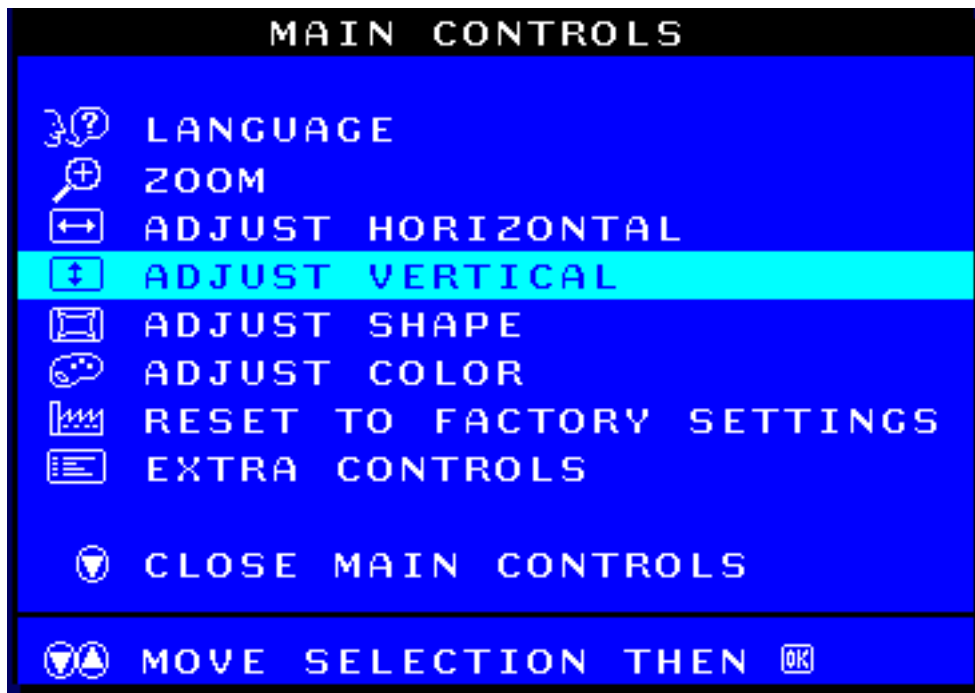 MAIN CONTROLS
LANGUAGE
ZOOM
ADJUST HORIZONTAL
ADJUST VERTICAL
ADJUST SHAPE
ADJUST COLOR
RESET TO FACTORY SETTINGS
EXTRA CONTROLS
CLOSE MAIN CONTROLS
MOVE SELECTION THEN OK